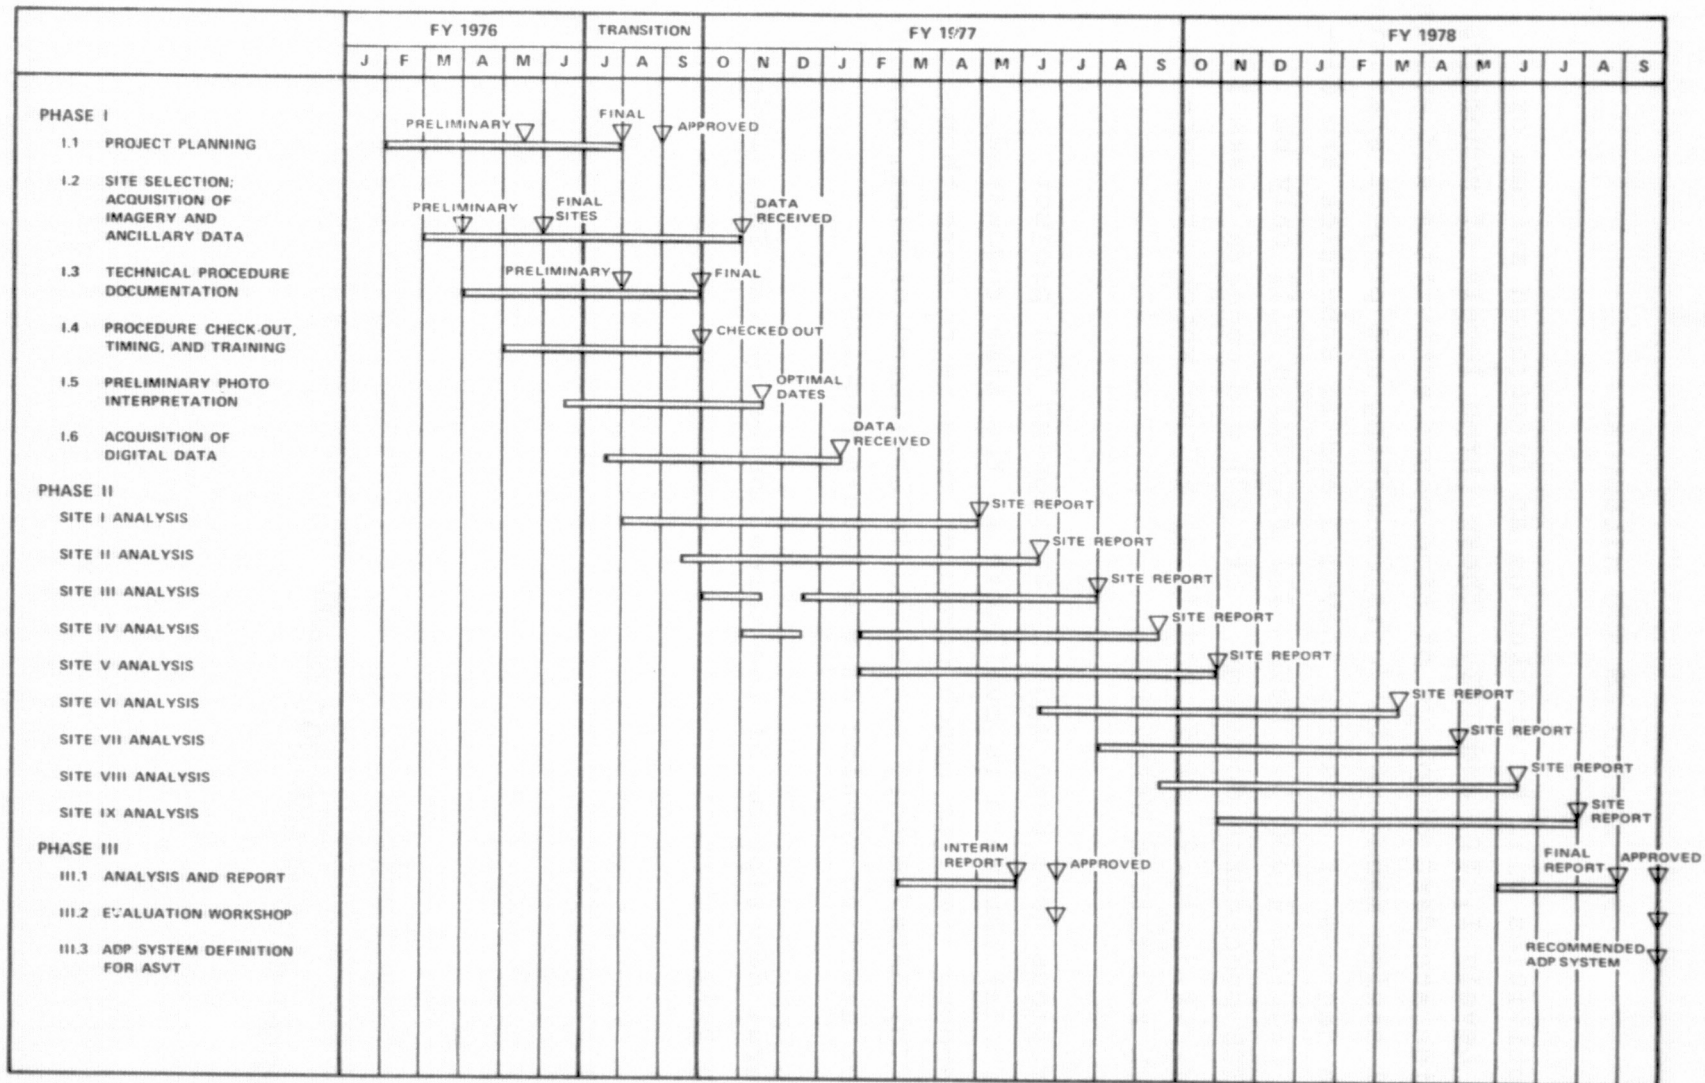 FY 1976 TRANSITION FY 1977 FY 1978
J F M A M J J A S O N D J F M A M J J A S O N D J F M A M J J A S
PHASE I
PRELIMINARY FINAL APPROVED
I.1 PROJECT PLANNING
I.2 SITE SELECTION;
ACQUISITION OF
IMAGERY AND
ANCILLARY DATA
PRELIMINARY
FINAL
SITES
DATA
RECEIVED
I.3 TECHNICAL PROCEDURE
DOCUMENTATION
PRELIMINARY FINAL
I.4 PROCEDURE CHECK-OUT,
TIMING, AND TRAINING
CHECKED OUT
I.5 PRELIMINARY PHOTO
INTERPRETATION
OPTIMAL
DATES
I.6 ACQUISITION OF
DIGITAL DATA
DATA
RECEIVED
PHASE II
SITE I ANALYSIS SITE REPORT
SITE II ANALYSIS SITE REPORT
SITE III ANALYSIS SITE REPORT
SITE IV ANALYSIS SITE REPORT
SITE V ANALYSIS SITE REPORT
SITE VI ANALYSIS SITE REPORT
SITE VII ANALYSIS SITE REPORT
SITE VIII ANALYSIS SITE REPORT
SITE IX ANALYSIS
SITE
REPORT
PHASE III
III.1 ANALYSIS AND REPORT
INTERIM
REPORT
APPROVED
FINAL
REPORT
APPROVED
III.2 EVALUATION WORKSHOP
III.3 ADP SYSTEM DEFINITION
FOR ASVT
RECOMMENDED
ADP SYSTEM